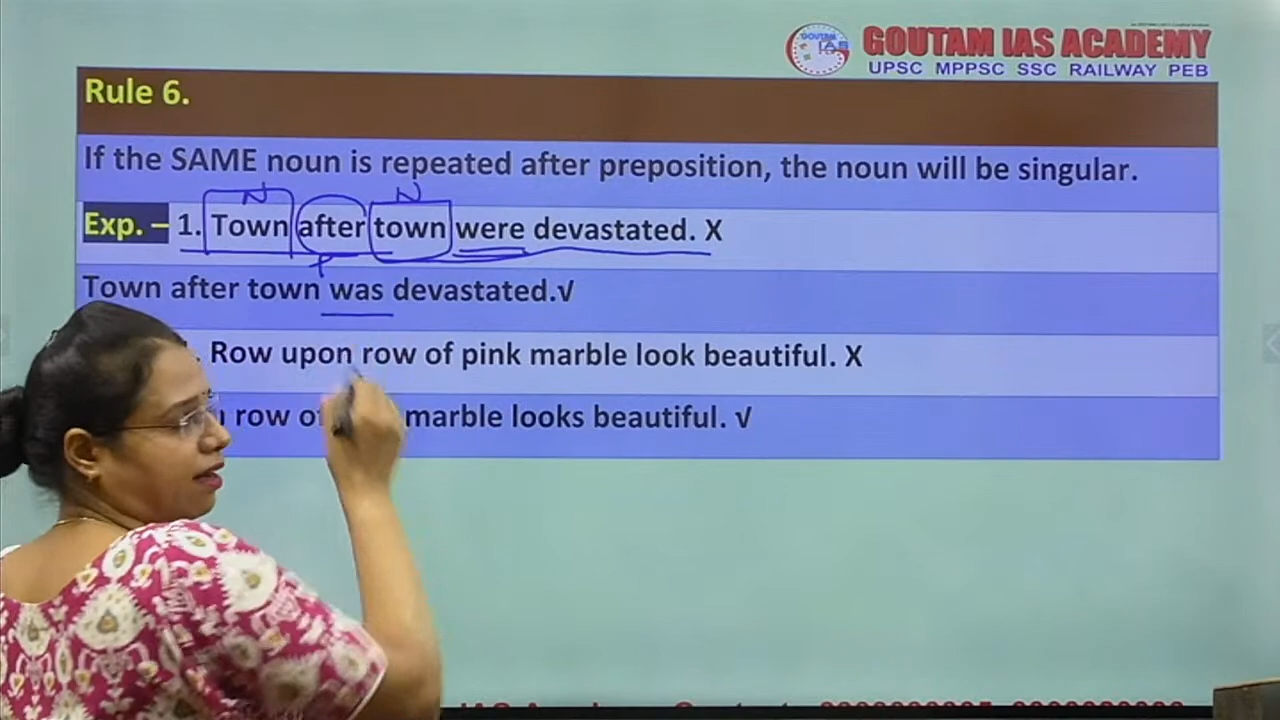 GOUTAM IAS ACADEMY
UPSC MPPSC SSC RAILWAY PEB
Rule 6.
If the SAME noun is repeated after preposition, the noun will be singular.
N N
Exp. – 1. Town after town were devastated. X
P
Town after town was devastated.√
Row upon row of pink marble look beautiful. X
row of marble looks beautiful. √